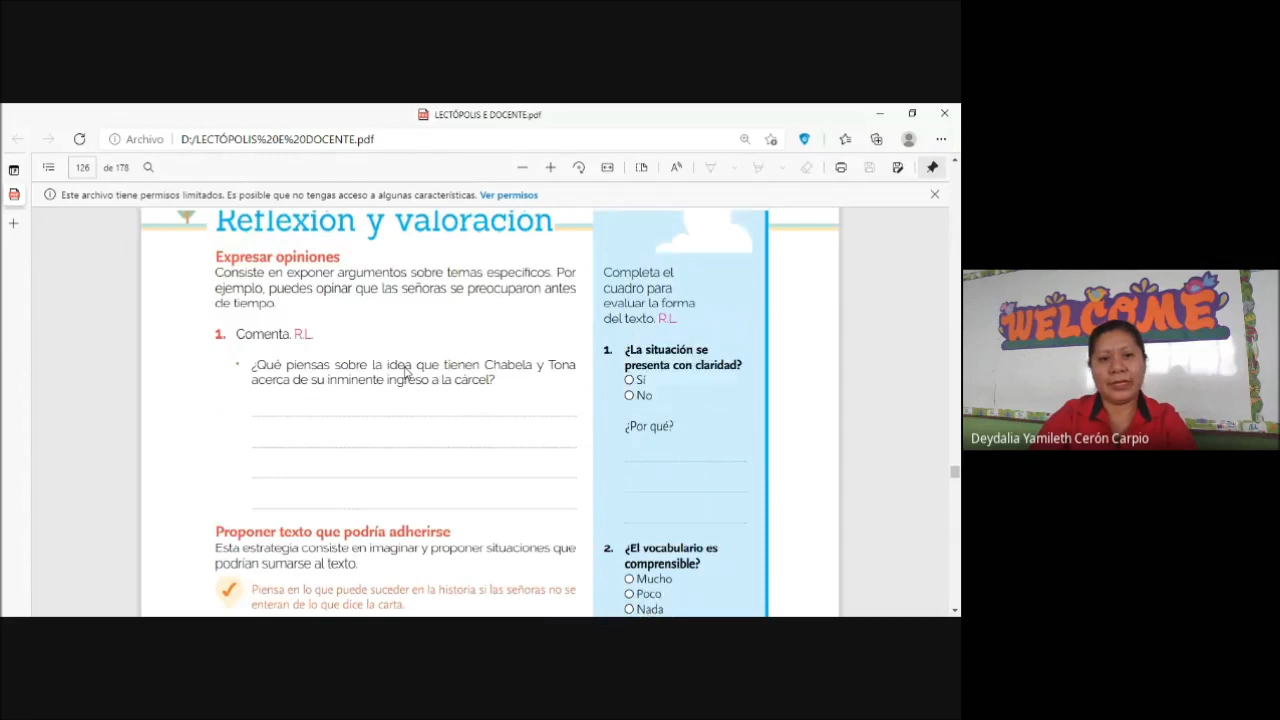 LECTÓPOLIS E DOCENTE.pdf
Archivo
D:/LECTÓPOLIS%20E%20DOCENTE.pdf
126
de 178
Este archivo tiene permisos limitados. Es posible que no tengas acceso a algunas características. Ver permisos
Reflexión y valoración
Expresar opiniones
Consiste en exponer argumentos sobre temas específicos. Por
ejemplo, puedes opinar que las señoras se preocuparon antes
de tiempo.
1. Comenta. R.L.
• ¿Qué piensas sobre la idea que tienen Chabela y Tona
acerca de su inminente ingreso a la cárcel?
Proponer texto que podría adherirse
Esta estrategia consiste en imaginar y proponer situaciones que
podrían sumarse al texto.
Piensa en lo que puede suceder en la historia si las señoras no se
enteran de lo que dice la carta.
Completa el
cuadro para
evaluar la forma
del texto. R.L.
1. ¿La situación se
presenta con claridad?
Sí
No
¿Por qué?
2. ¿El vocabulario es
comprensible?
Mucho
Poco
Nada
WELCOME
Deydalia Yamileth Cerón Carpio